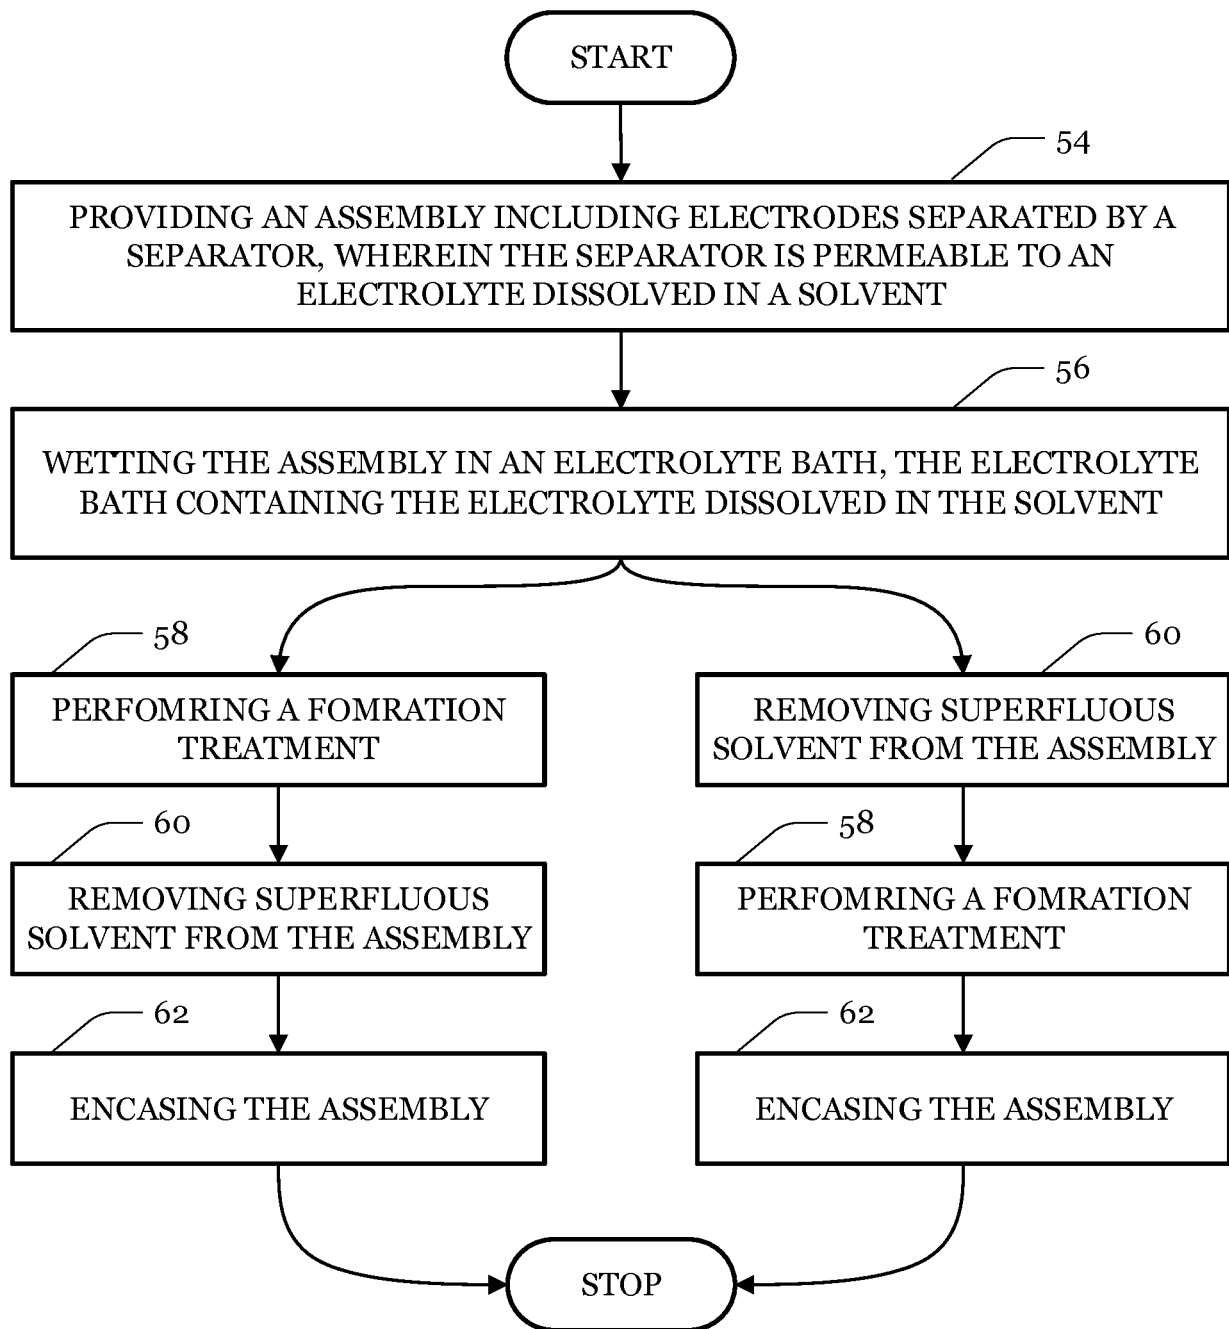 START
54
PROVIDING AN ASSEMBLY INCLUDING ELECTRODES SEPARATED BY A
SEPARATOR, WHEREIN THE SEPARATOR IS PERMEABLE TO AN
ELECTROLYTE DISSOLVED IN A SOLVENT
56
WETTING THE ASSEMBLY IN AN ELECTROLYTE BATH, THE ELECTROLYTE
BATH CONTAINING THE ELECTROLYTE DISSOLVED IN THE SOLVENT
58
PERFOMRING A FOMRATION
TREATMENT
60
REMOVING SUPERFLUOUS
SOLVENT FROM THE ASSEMBLY
62
ENCASING THE ASSEMBLY
60
REMOVING SUPERFLUOUS
SOLVENT FROM THE ASSEMBLY
58
PERFOMRING A FOMRATION
TREATMENT
62
ENCASING THE ASSEMBLY
STOP